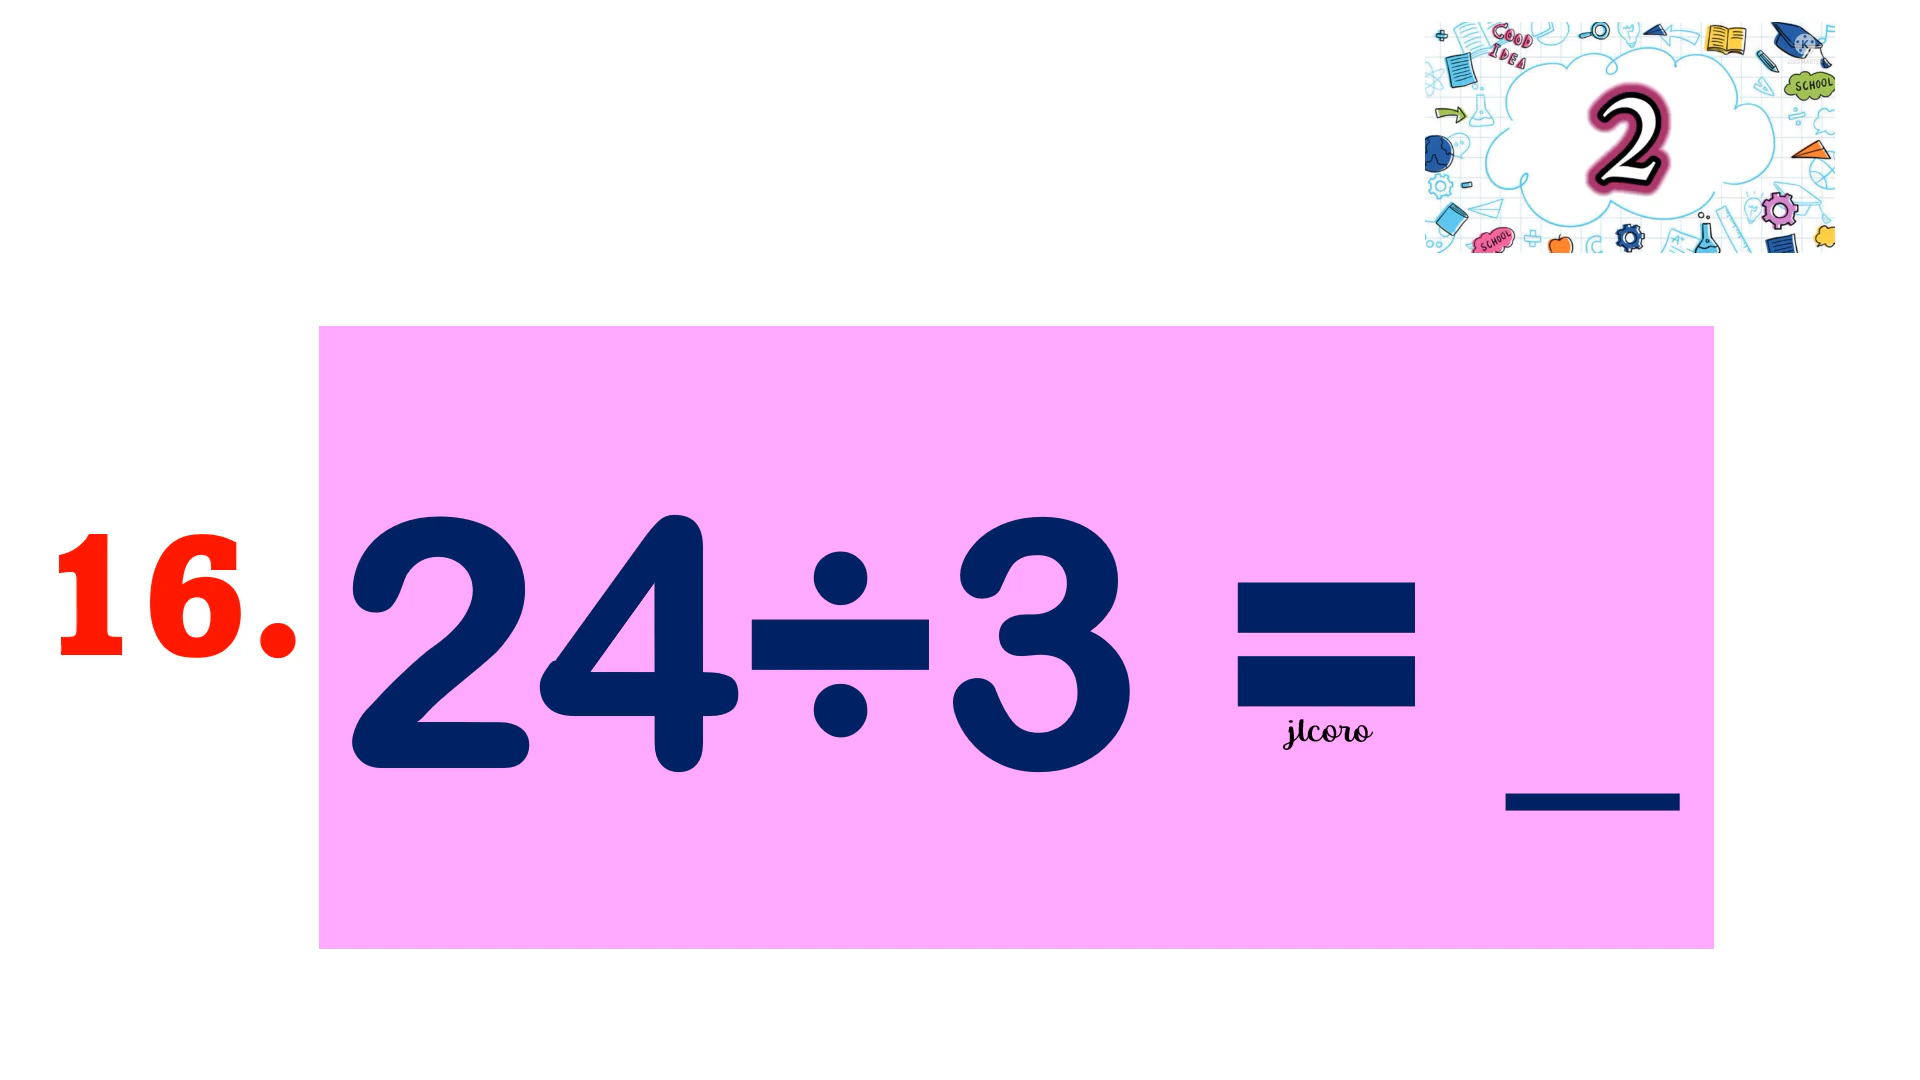 GOOD
IDEA
SCHOOL
2
SCHOOL
A+
16. 24÷3 = _
jlcoro